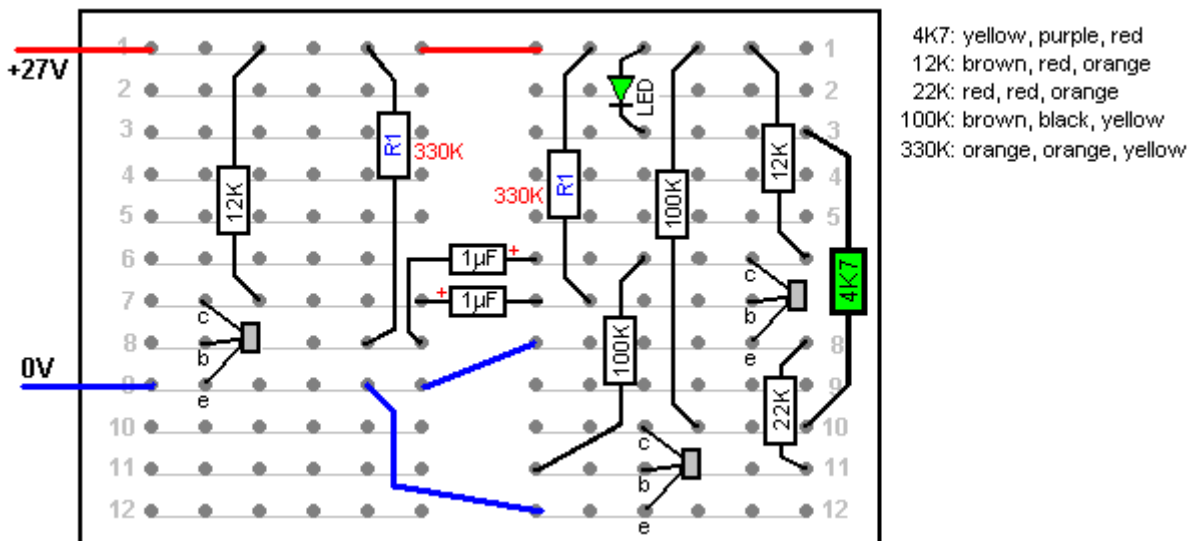 +27V
0V
1 1
2 2
3 3
4 4
5 5
6 6
7 7
8 8
9 9
10 10
11 11
12 12
12K
R1
330K
R1
330K
LED
100K
12K
4K7
1µF +
+ 1µF
100K
22K
c
b
e
c
b
e
c
b
e
4K7: yellow, purple, red
12K: brown, red, orange
22K: red, red, orange
100K: brown, black, yellow
330K: orange, orange, yellow